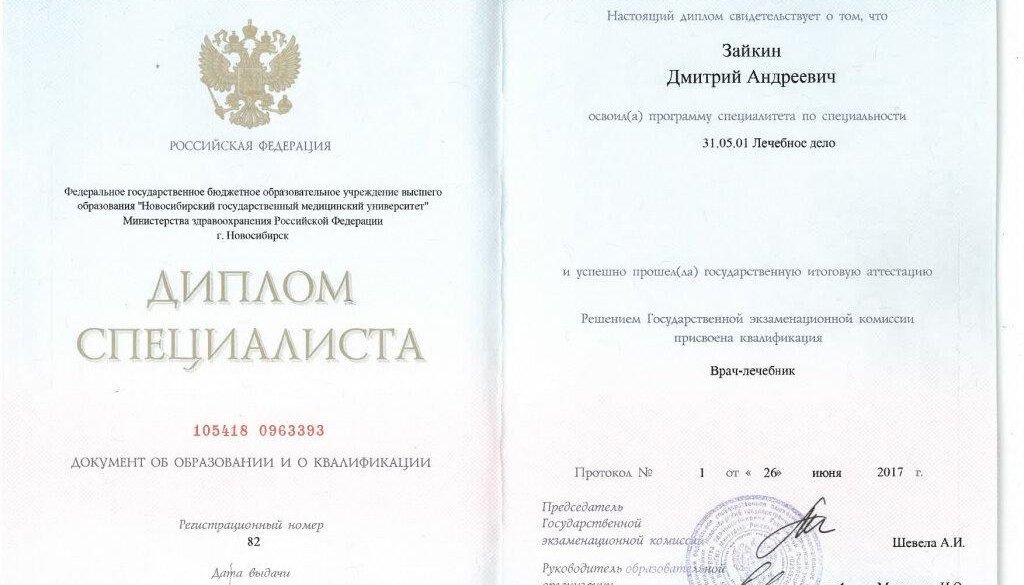 РОССИЙСКАЯ ФЕДЕРАЦИЯ
Федеральное государственное бюджетное образовательное учреждение высшего
образования "Новосибирский государственный медицинский университет"
Министерства здравоохранения Российской Федерации
г. Новосибирск
ДИПЛОМ
СПЕЦИАЛИСТА
105418 0963393
ДОКУМЕНТ ОБ ОБРАЗОВАНИИ И О КВАЛИФИКАЦИИ
Регистрационный номер
82
Дата выдачи
Настоящий диплом свидетельствует о том, что
Зайкин
Дмитрий Андреевич
освоил(а) программу специалитета по специальности
31.05.01 Лечебное дело
и успешно прошел(ла) государственную итоговую аттестацию
Решением Государственной экзаменационной комиссии
присвоена квалификация
Врач-лечебник
Протокол № 1 от « 26» июня 2017 г.
Председатель
Государственной
экзаменационной комиссии
Шевела А.И.
Руководитель образовательной